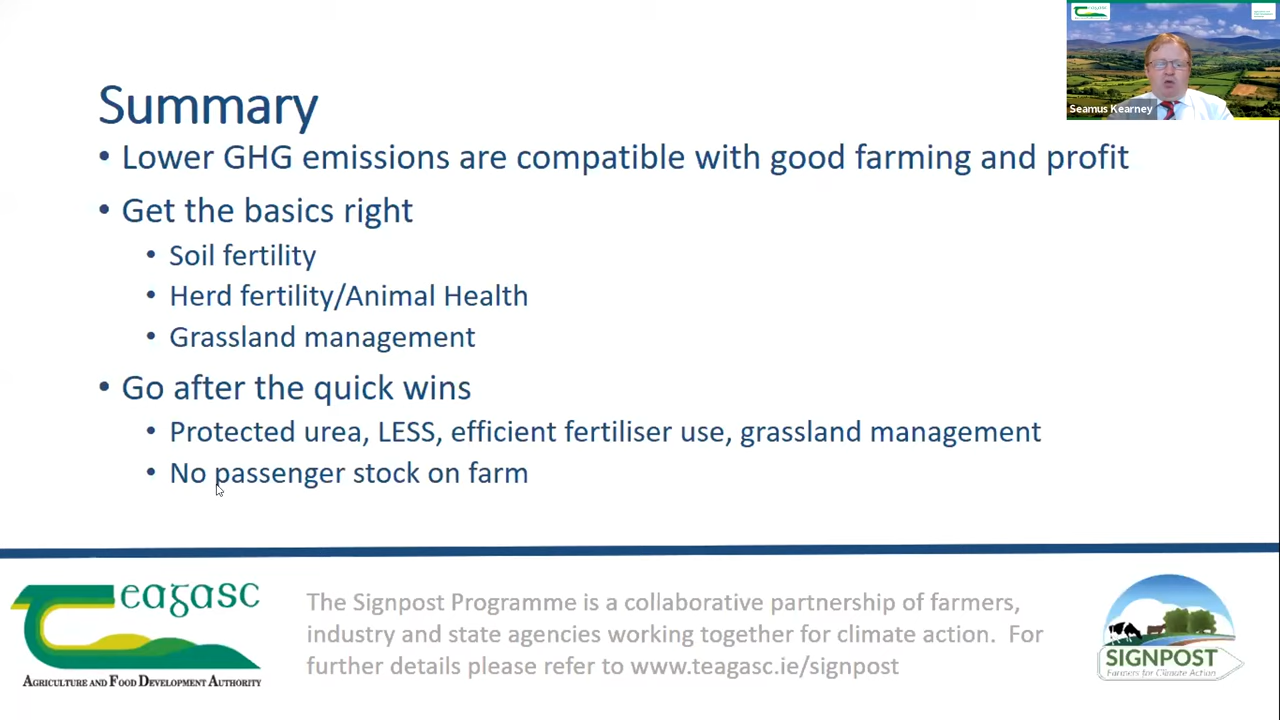 Seamus Kearney
Summary
• Lower GHG emissions are compatible with good farming and profit
• Get the basics right
• Soil fertility
• Herd fertility/Animal Health
• Grassland management
• Go after the quick wins
• Protected urea, LESS, efficient fertiliser use, grassland management
• No passenger stock on farm
Teagasc
AGRICULTURE AND FOOD DEVELOPMENT AUTHORITY
The Signpost Programme is a collaborative partnership of farmers,
industry and state agencies working together for climate action. For
further details please refer to www.teagasc.ie/signpost
SIGNPOST
Farmers for Climate Action